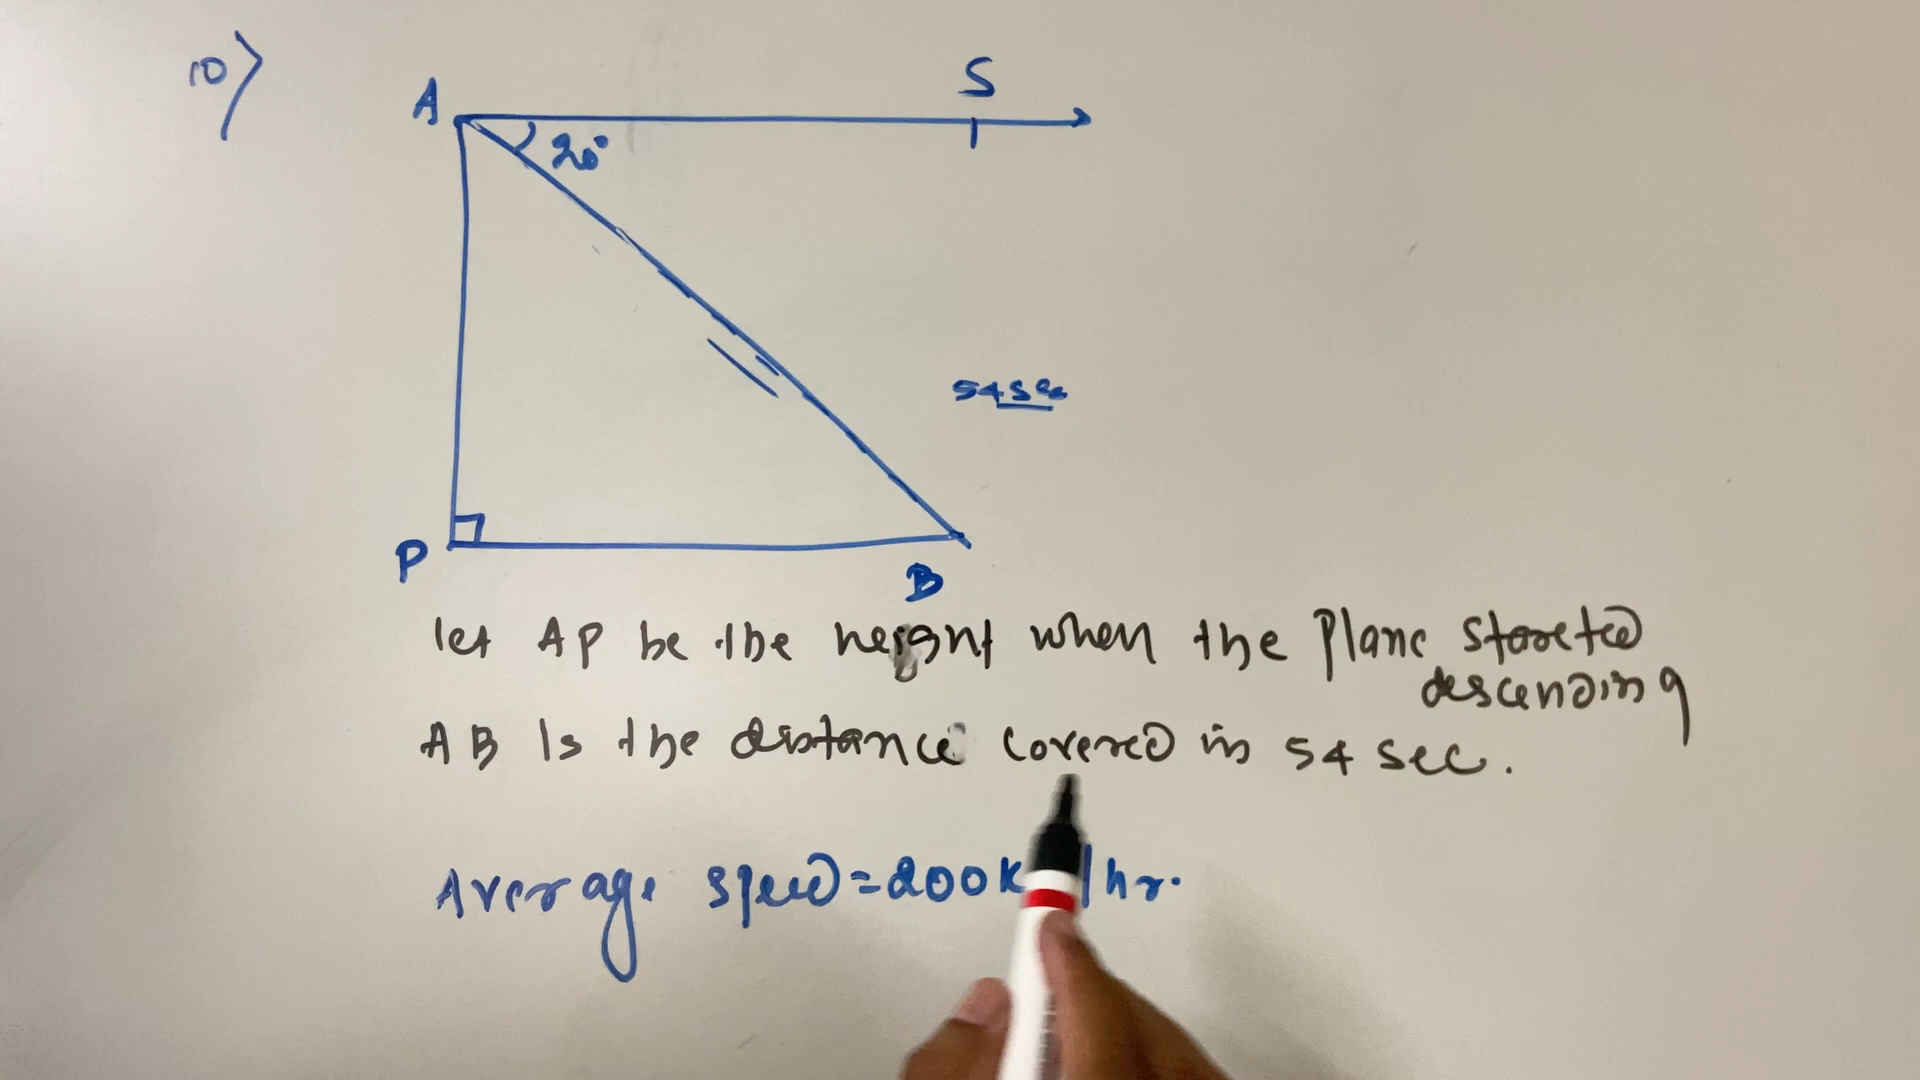 10)
A
S
20°
54 sec
P
B
let AP be the height when the plane started
descending
AB Is the distance covered in 54 sec.
Average speed = 200 K /hr.